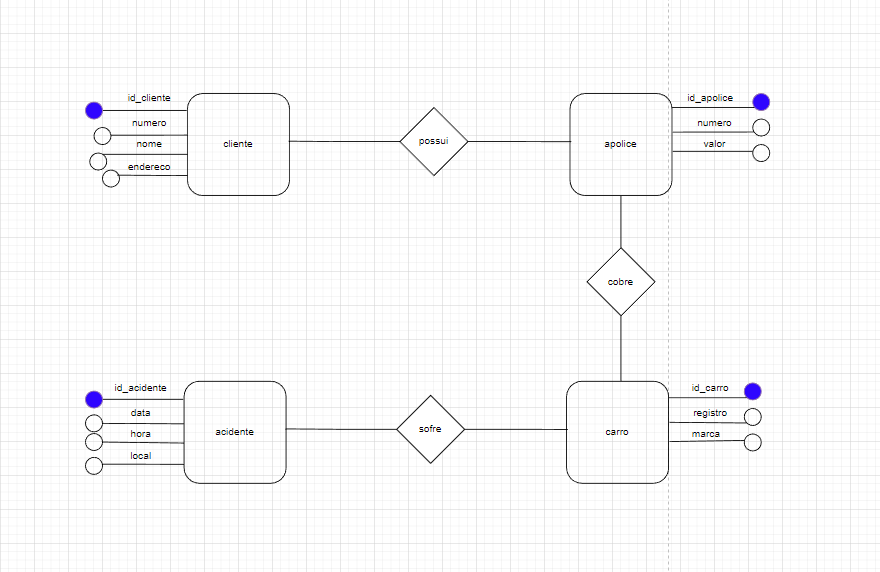 id_cliente
numero
nome
endereco
cliente
possui
id_apolice
numero
valor
apolice
cobre
id_acidente
data
hora
local
acidente
sofre
id_carro
registro
marca
carro